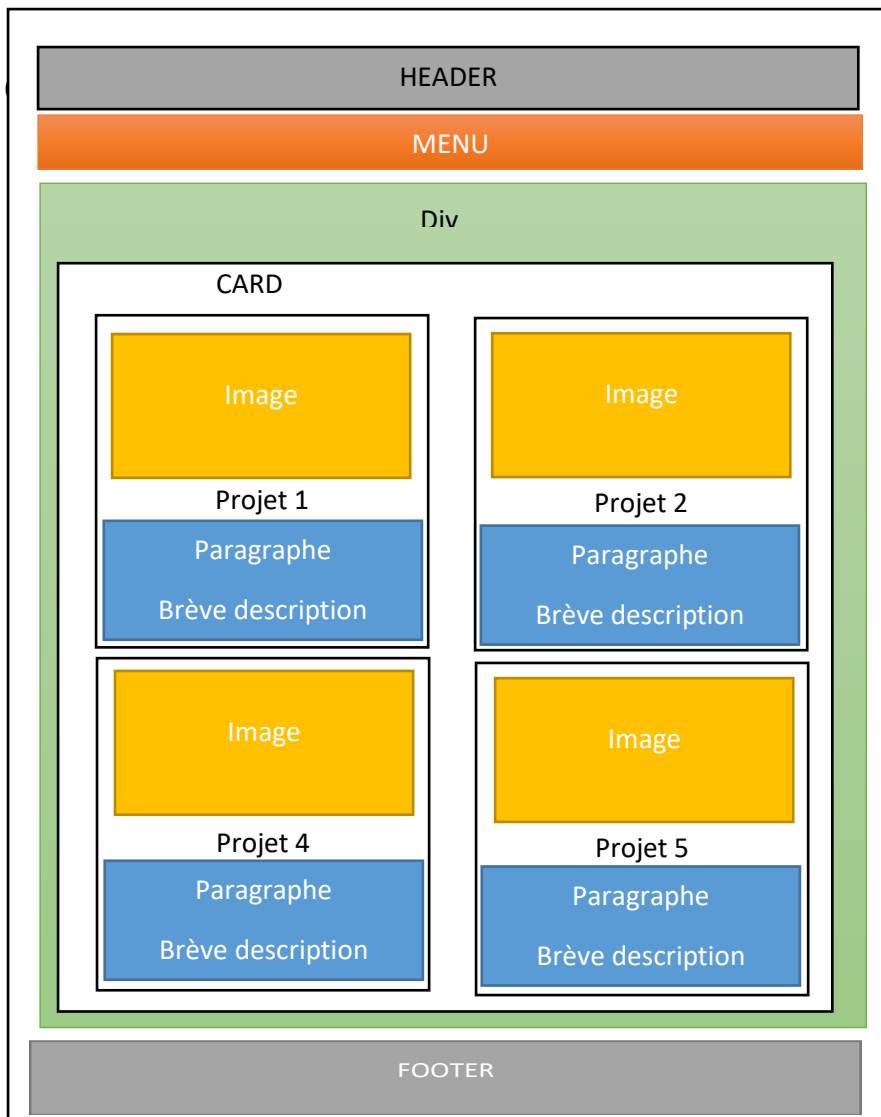 HEADER
MENU
Div
CARD
Image
Image
Projet 1
Projet 2
Paragraphe
Brève description
Paragraphe
Brève description
Image
Image
Projet 4
Projet 5
Paragraphe
Brève description
Paragraphe
Brève description
FOOTER